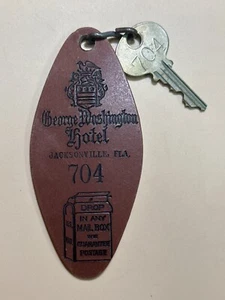 704
George Washington
Hotel
JACKSONVILLE, FLA.
704
DROP
IN ANY
MAIL BOX
WE
GUARANTEE
POSTAGE